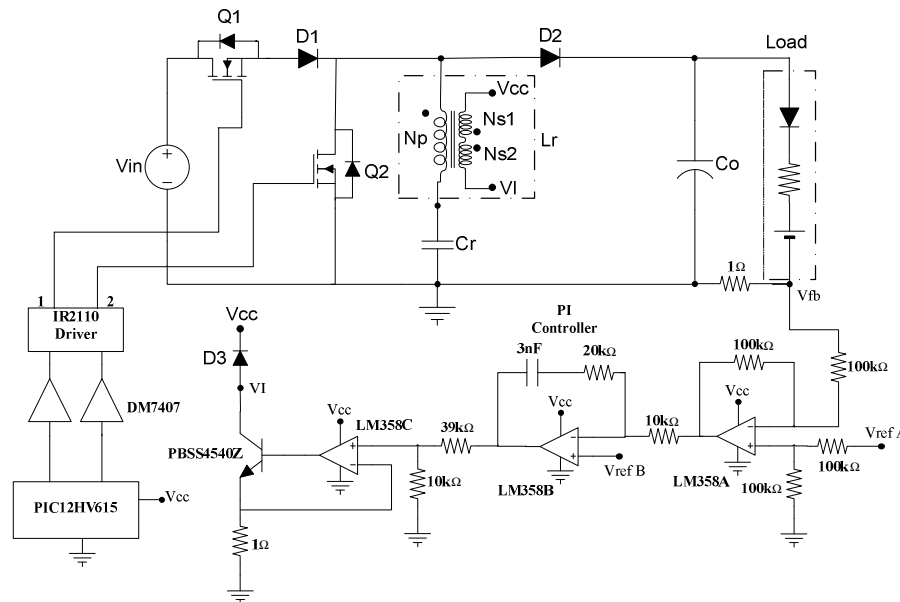 Q1
D1
D2
Load
Vcc
Np
Ns1
Lr
Ns2
Vin
Q2
VI
Co
Cr
1Ω
Vfb
1 2
IR2110
Driver
Vcc
PI
Controller
D3
3nF
20kΩ
100kΩ
100kΩ
VI
DM7407
Vcc
Vcc
Vcc
LM358C
39kΩ
10kΩ
PBSS4540Z
Vref B
Vref A
LM358B
LM358A
100kΩ
10kΩ
100kΩ
PIC12HV615
Vcc
1Ω